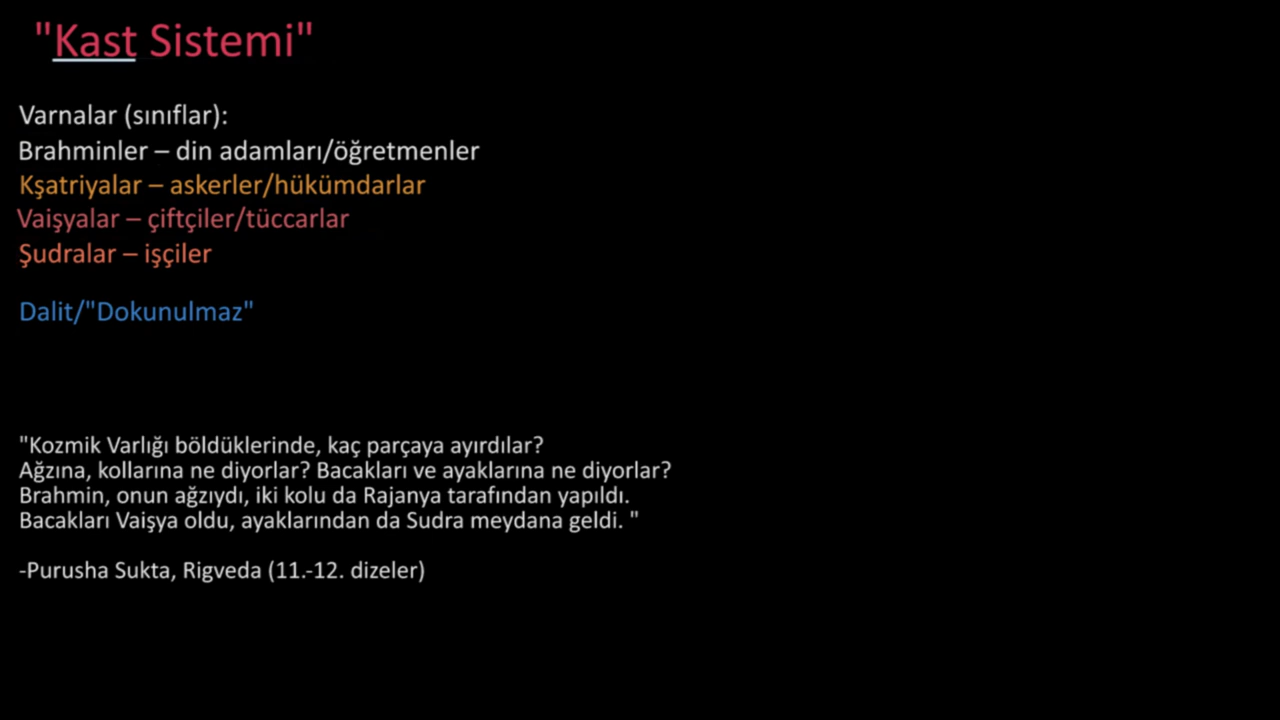 "Kast Sistemi"
Varnalar (sınıflar):
Brahminler – din adamları/öğretmenler
Kşatriyalar – askerler/hükümdarlar
Vaişyalar – çiftçiler/tüccarlar
Şudralar – işçiler
Dalit/"Dokunulmaz"
"Kozmik Varlığı böldüklerinde, kaç parçaya ayırdılar?
Ağzına, kollarına ne diyorlar? Bacakları ve ayaklarına ne diyorlar?
Brahmin, onun ağzıydı, iki kolu da Rajanya tarafından yapıldı.
Bacakları Vaişya oldu, ayaklarından da Sudra meydana geldi. "
-Purusha Sukta, Rigveda (11.-12. dizeler)